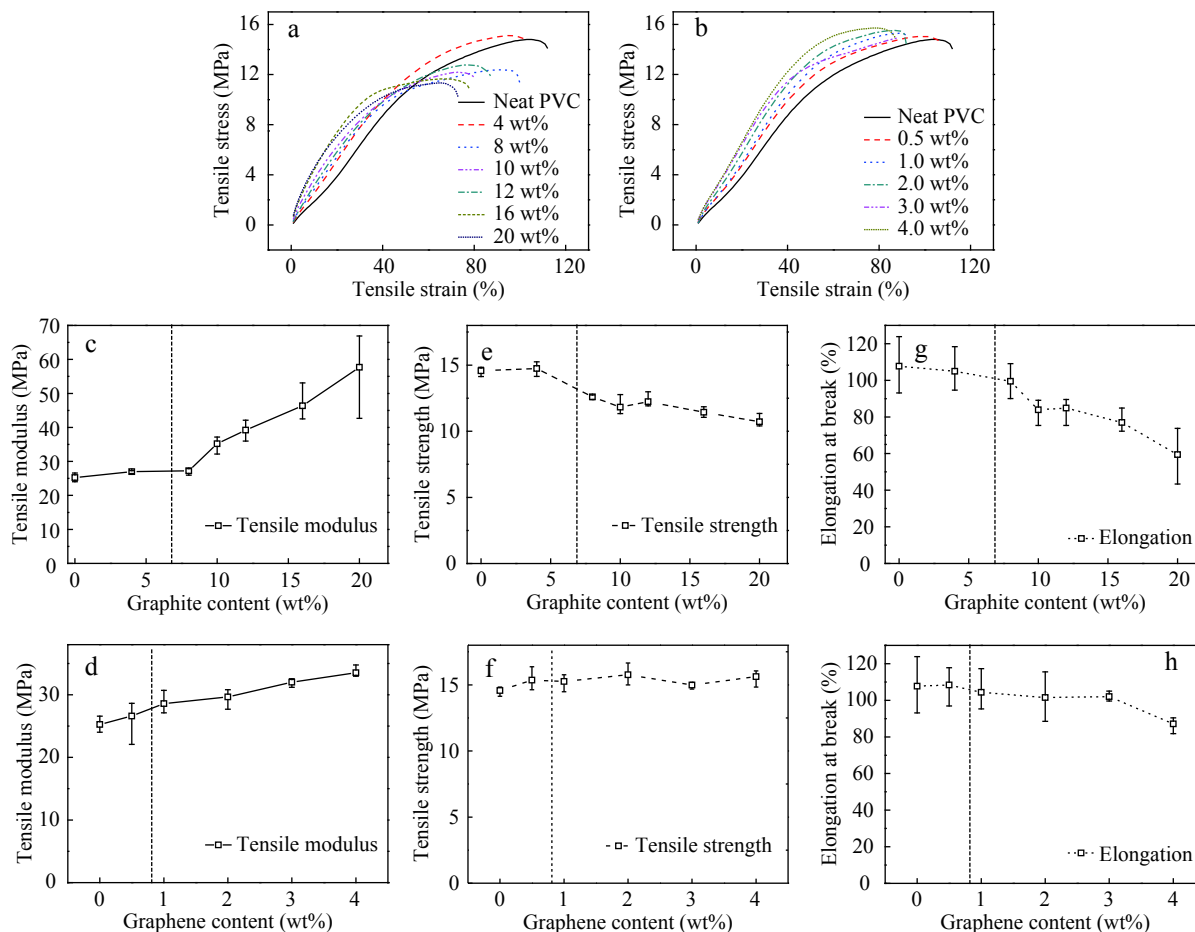 a
Tensile stress (MPa)
16
12
8
4
0
Neat PVC
4 wt%
8 wt%
10 wt%
12 wt%
16 wt%
20 wt%
0 40 80 120
Tensile strain (%)
b
Tensile stress (MPa)
16
12
8
4
0
Neat PVC
0.5 wt%
1.0 wt%
2.0 wt%
3.0 wt%
4.0 wt%
0 40 80 120
Tensile strain (%)
c
Tensile modulus (MPa)
70
60
50
40
30
20
10
0
Tensile modulus
0 5 10 15 20
Graphite content (wt%)
e
Tensile strength (MPa)
15
10
5
0
Tensile strength
0 5 10 15 20
Graphite content (wt%)
g
Elongation at break (%)
120
100
80
60
40
20
0
Elongation
0 5 10 15 20
Graphite content (wt%)
d
Tensile modulus (MPa)
30
20
10
0
Tensile modulus
0 1 2 3 4
Graphene content (wt%)
f
Tensile strength (MPa)
20
15
10
5
0
Tensile strength
0 1 2 3 4
Graphene content (wt%)
h
Elongation at break (%)
120
100
80
60
40
20
0
Elongation
0 1 2 3 4
Graphene content (wt%)